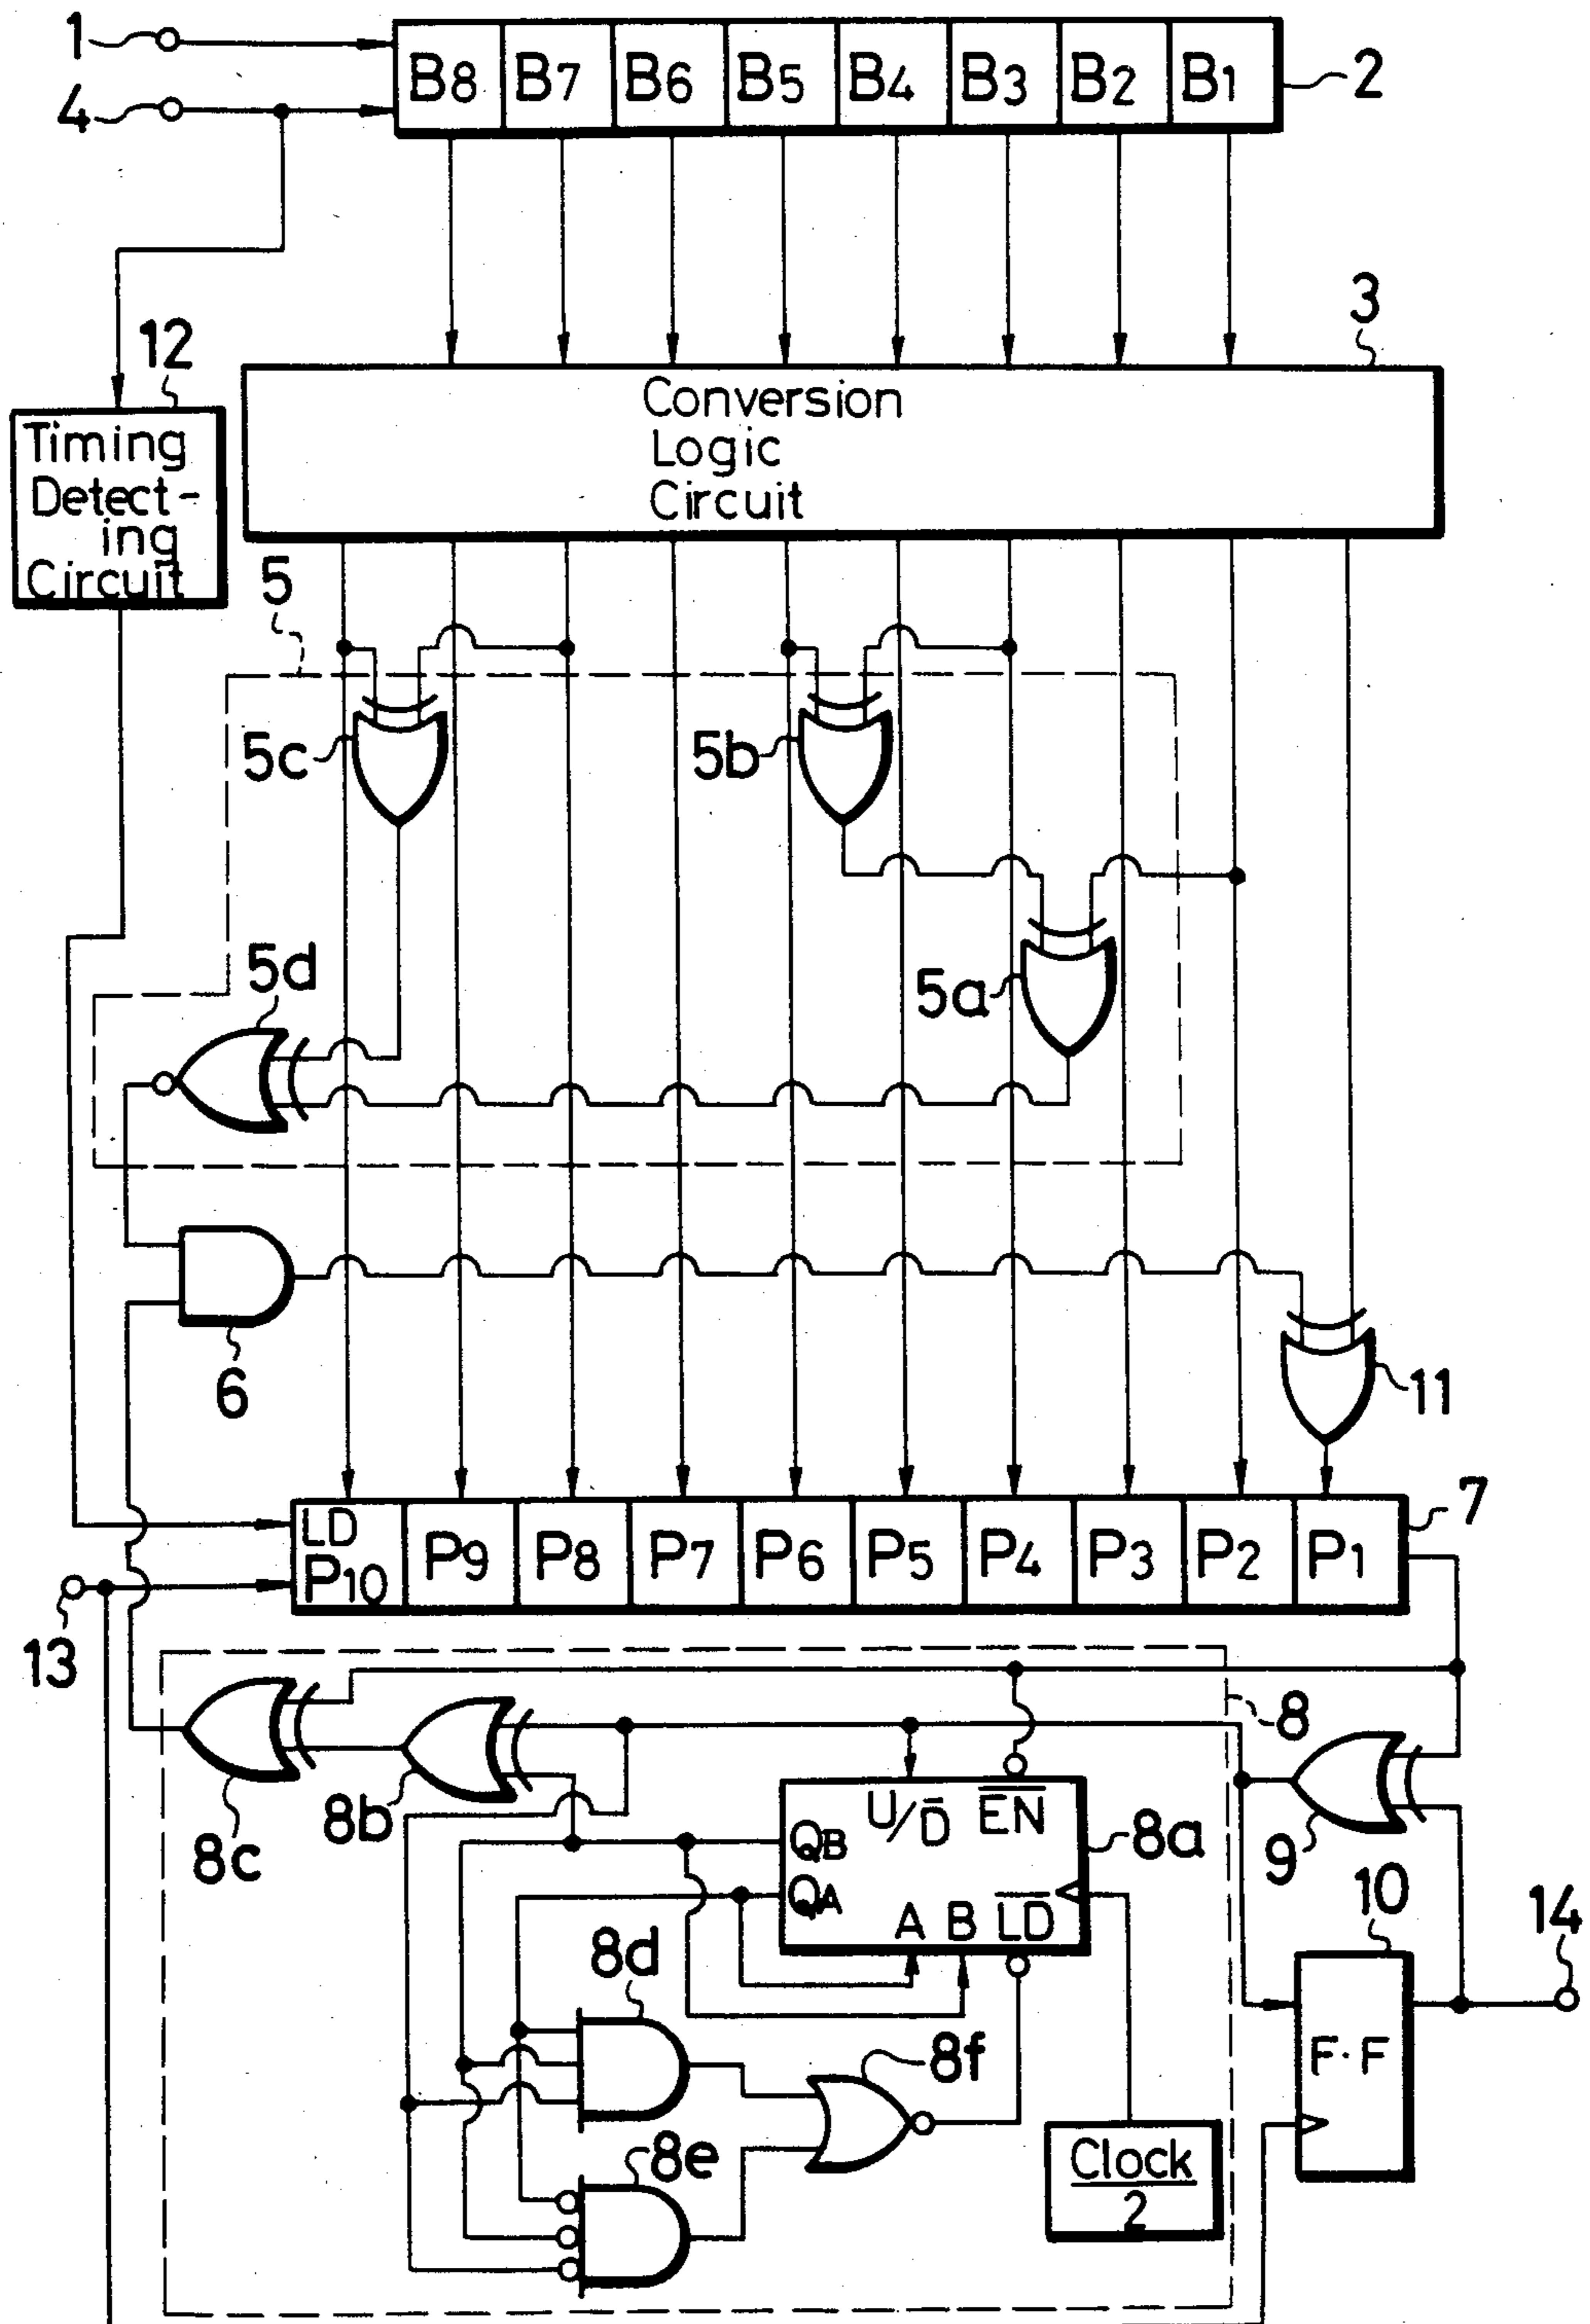 1
4
B8 B7 B6 B5 B4 B3 B2 B1
2
3
12
Conversion
Logic
Circuit
Timing
Detect-
ing
Circuit
5
5c
5b
5d
5a
6
11
LD
P10 P9 P8 P7 P6 P5 P4 P3 P2 P1
7
13
8
8c
8b
U/D̅ E̅N̅
QB
QA
A B L̅D̅
8a
9
10
14
8d
8f
F·F
8e
Clock
2